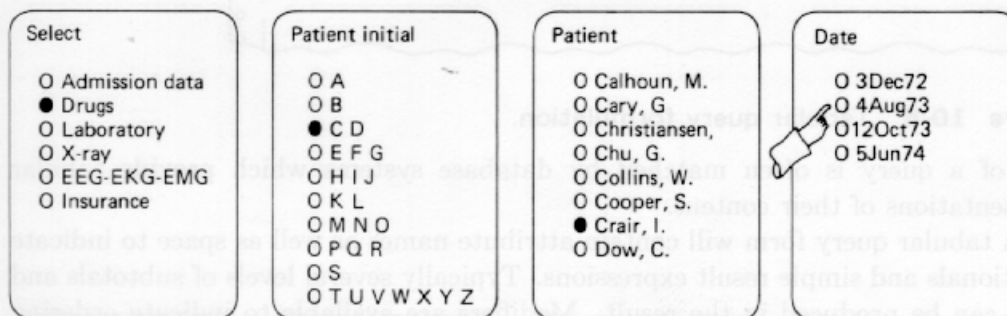 Select
O Admission data
● Drugs
O Laboratory
O X-ray
O EEG-EKG-EMG
O Insurance
Patient initial
O A
O B
● C D
O E F G
O H I J
O K L
O M N O
O P Q R
O S
O T U V W X Y Z
Patient
O Calhoun, M.
O Cary, G
O Christiansen,
O Chu, G.
O Collins, W.
O Cooper, S.
● Crair, I.
O Dow, C.
Date
O 3Dec72
O 4Aug73
O 12Oct73
O 5Jun74